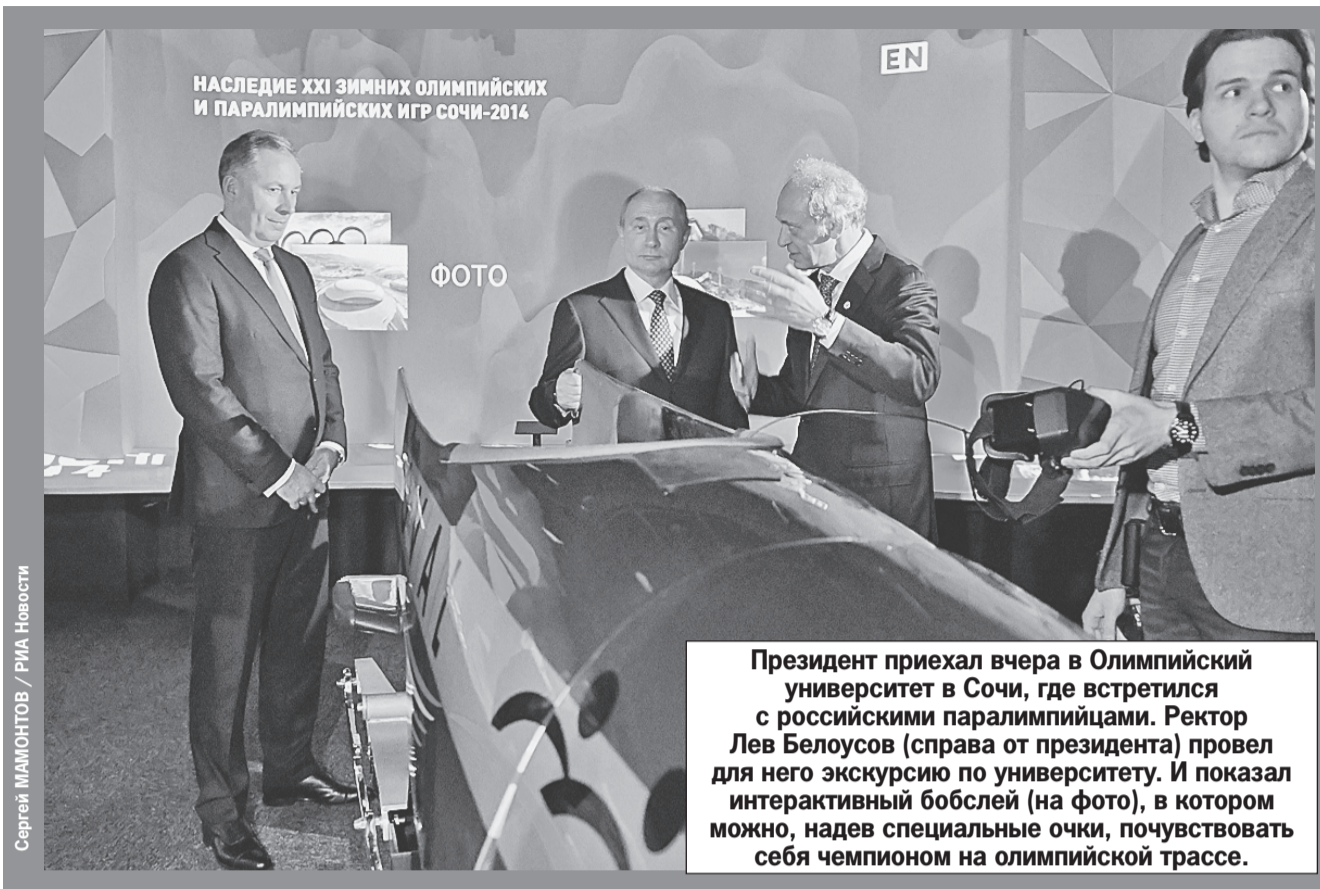 НАСЛЕДИЕ XXI ЗИМНИХ ОЛИМПИЙСКИХ
И ПАРАЛИМПИЙСКИХ ИГР СОЧИ-2014
EN
ФОТО
Сергей МАМОНТОВ / РИА Новости
Президент приехал вчера в Олимпийский
университет в Сочи, где встретился
с российскими паралимпийцами. Ректор
Лев Белоусов (справа от президента) провел
для него экскурсию по университету. И показал
интерактивный бобслей (на фото), в котором
можно, надев специальные очки, почувствовать
себя чемпионом на олимпийской трассе.